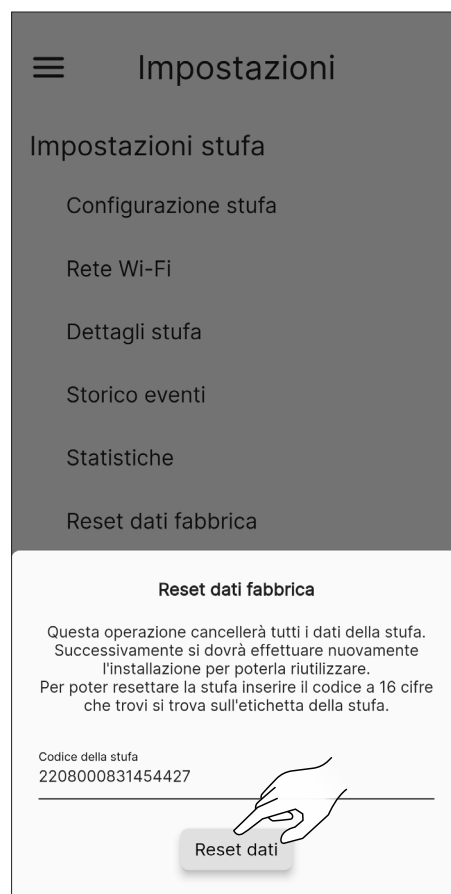 Impostazioni
Impostazioni stufa
Configurazione stufa
Rete Wi-Fi
Dettagli stufa
Storico eventi
Statistiche
Reset dati fabbrica
Reset dati fabbrica
Questa operazione cancellerà tutti i dati della stufa.
Successivamente si dovrà effettuare nuovamente
l'installazione per poterla riutilizzare.
Per poter resettare la stufa inserire il codice a 16 cifre
che trovi si trova sull'etichetta della stufa.
Codice della stufa
2208000831454427
Reset dati